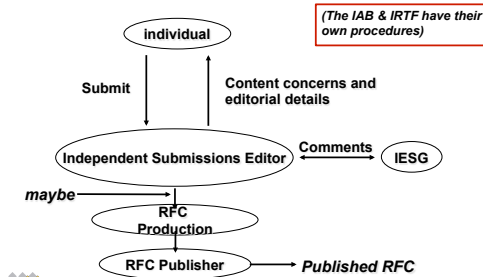 (The IAB & IRTF have their
own procedures)
individual
Submit
Content concerns and
editorial details
Independent Submissions Editor
Comments
IESG
maybe
RFC
Production
RFC Publisher
Published RFC